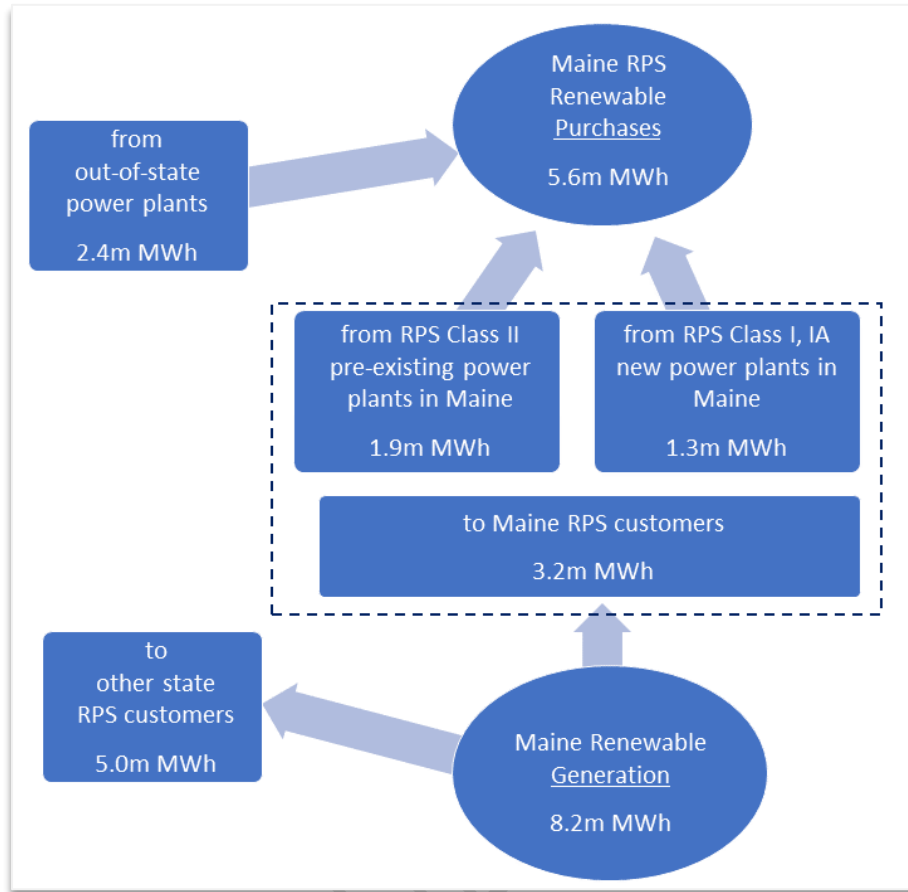 Maine RPS
Renewable
Purchases
5.6m MWh
from
out-of-state
power plants
2.4m MWh
from RPS Class II
pre-existing power
plants in Maine
1.9m MWh
from RPS Class I, IA
new power plants in
Maine
1.3m MWh
to Maine RPS customers
3.2m MWh
to
other state
RPS customers
5.0m MWh
Maine Renewable
Generation
8.2m MWh